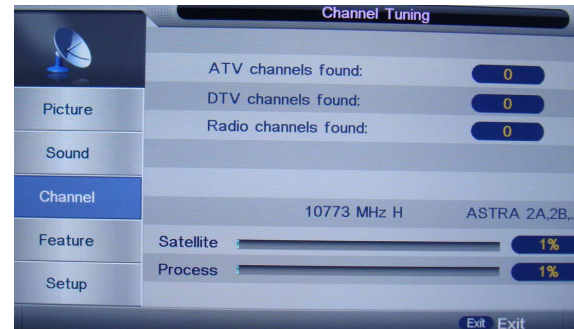 Channel Tuning
ATV channels found: 0
DTV channels found: 0
Radio channels found: 0
Picture
Sound
Channel
Feature
Setup
10773 MHz H ASTRA 2A,2B,..
Satellite 1%
Process 1%
Exit Exit